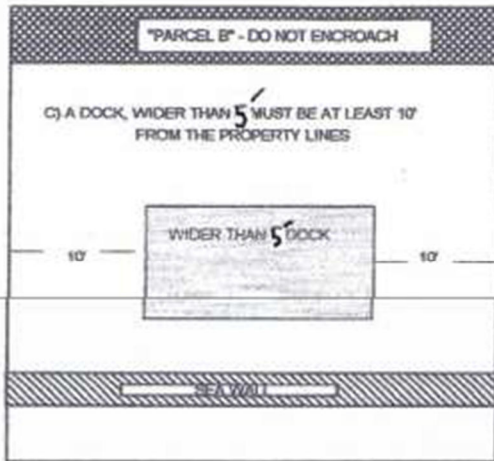 "PARCEL B" - DO NOT ENCROACH
C) A DOCK, WIDER THAN 5' MUST BE AT LEAST 10'
FROM THE PROPERTY LINES
WIDER THAN 5' DOCK
10'
10'
SEA WALL